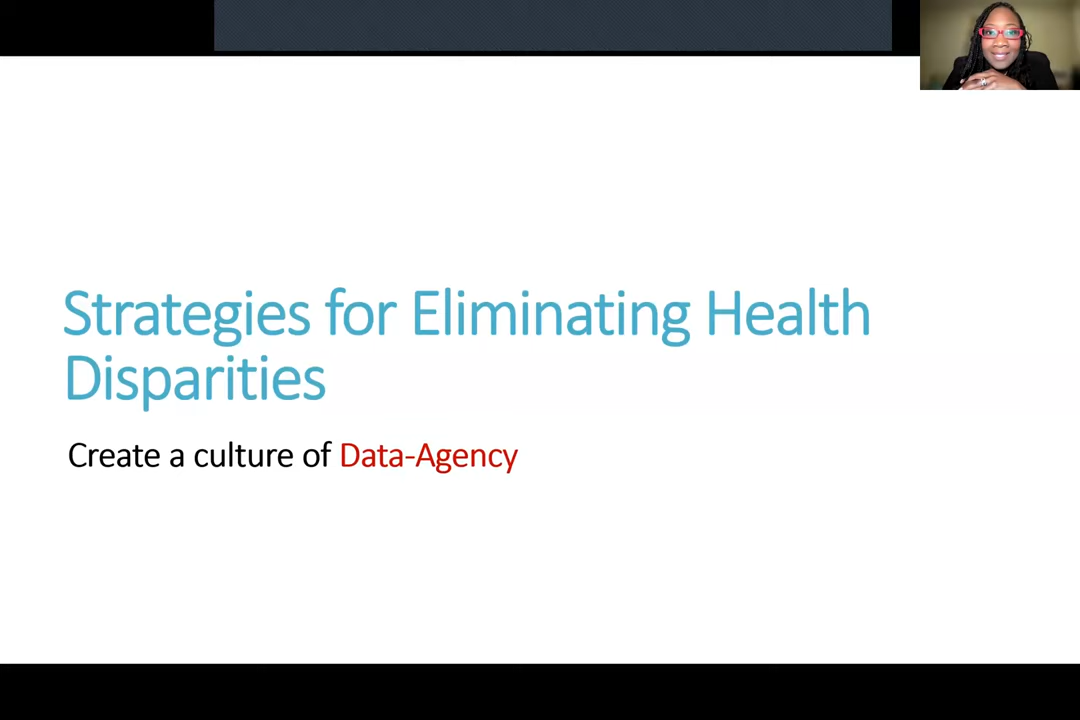 Strategies for Eliminating Health
Disparities
Create a culture of Data-Agency